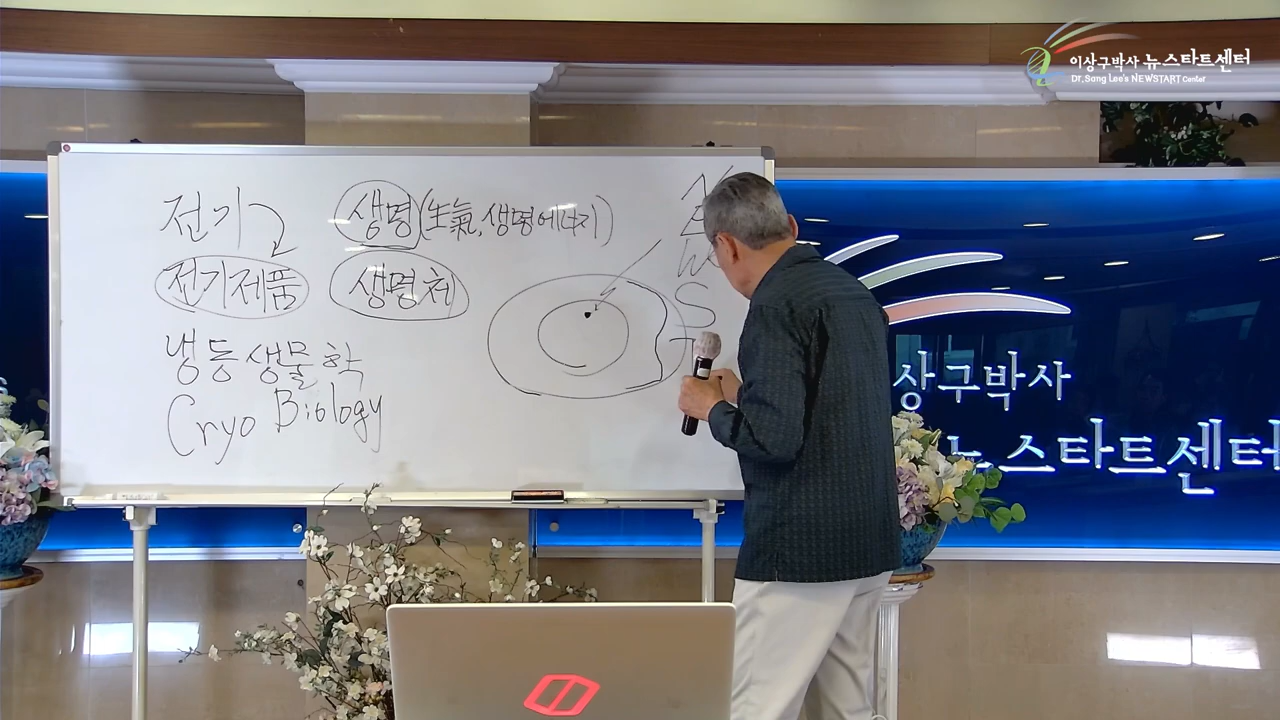 이상구박사 뉴스타트센터
Dr. Sang Lee's NEWSTART Center
전기 생명(生氣, 생명에너지)
전기제품 생명체
냉동생물학
Cryo Biology
N
E
W
S
T
상구박사
뉴스타트센터